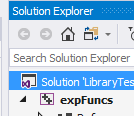 Solution Explorer
Search Solution Explorer
Solution 'LibraryTes
expFuncs